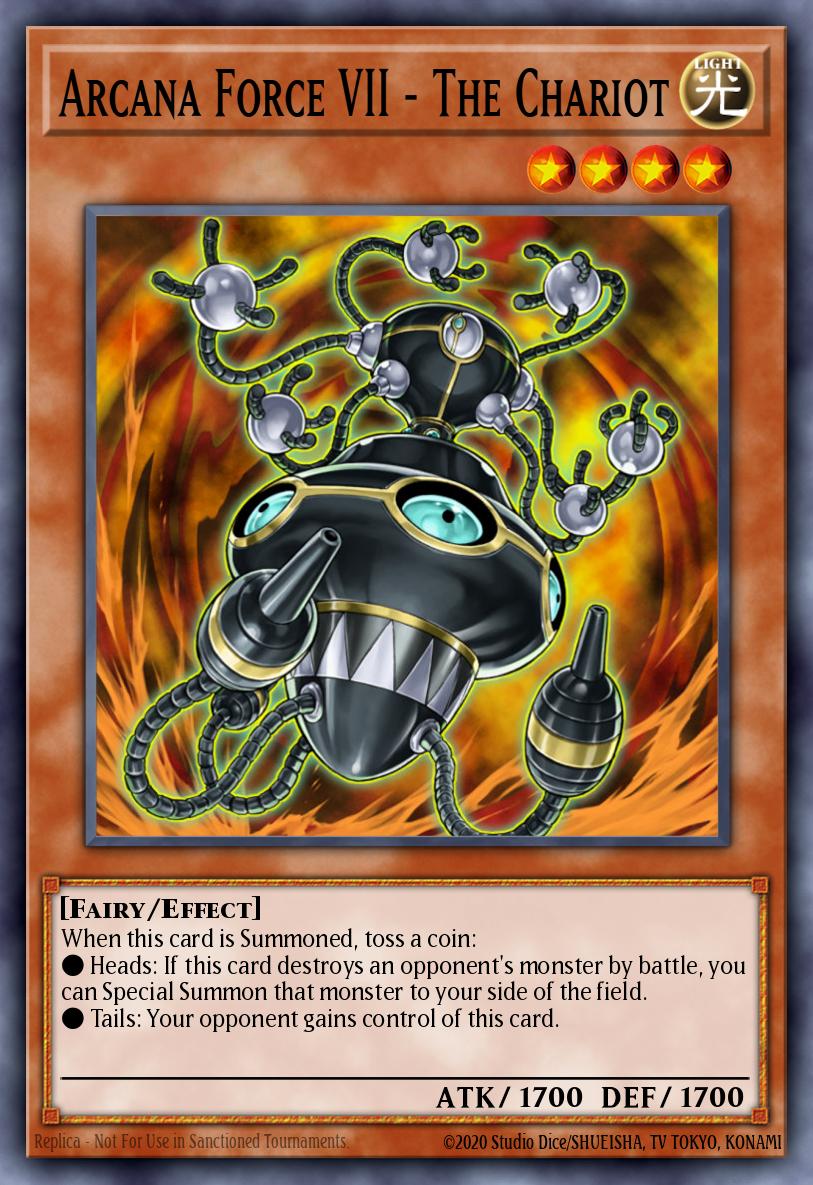 Arcana Force VII - The Chariot
LIGHT
光
[Fairy/Effect]
When this card is Summoned, toss a coin:
● Heads: If this card destroys an opponent's monster by battle, you
can Special Summon that monster to your side of the field.
● Tails: Your opponent gains control of this card.
ATK/ 1700 DEF/ 1700
Replica - Not For Use in Sanctioned Tournaments.
©2020 Studio Dice/SHUEISHA, TV TOKYO, KONAMI